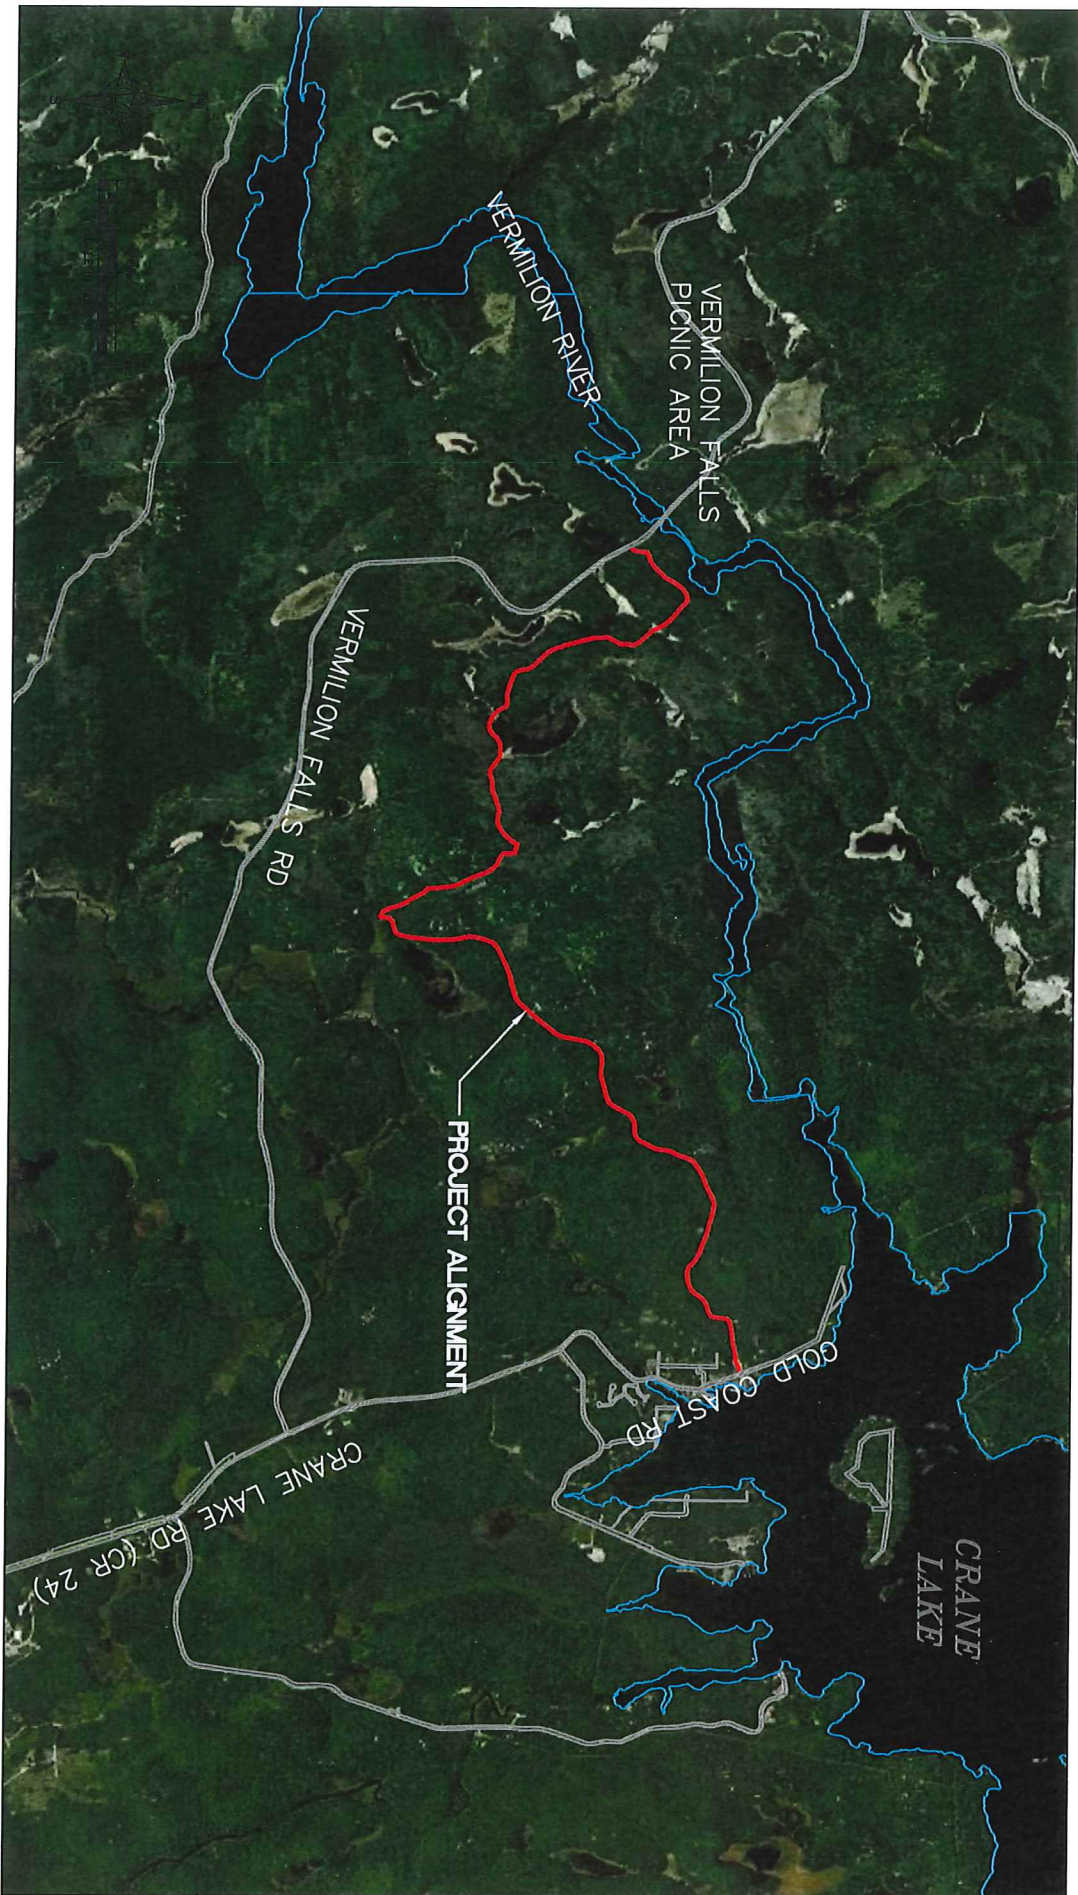 VERMILION RIVER
VERMILION FALLS
PICNIC AREA
VERMILION FALLS RD
PROJECT ALIGNMENT
GOLD COAST RD
CRANE LAKE RD (CR 24)
CRANE
LAKE